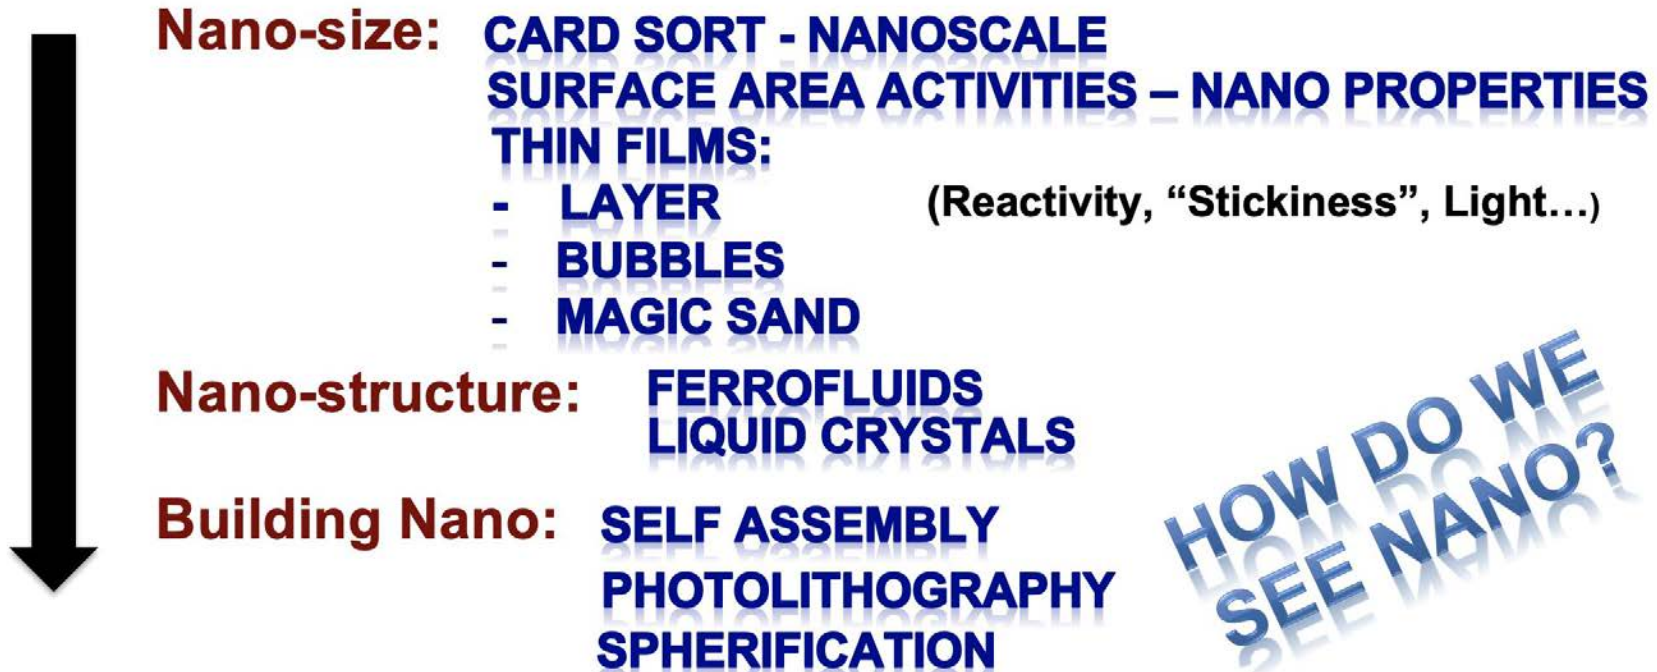 Nano-size: CARD SORT - NANOSCALE
SURFACE AREA ACTIVITIES – NANO PROPERTIES
THIN FILMS:
- LAYER (Reactivity, “Stickiness”, Light…)
- BUBBLES
- MAGIC SAND
Nano-structure: FERROFLUIDS
LIQUID CRYSTALS
Building Nano: SELF ASSEMBLY
PHOTOLITHOGRAPHY
SPHERIFICATION
HOW DO WE
SEE NANO?